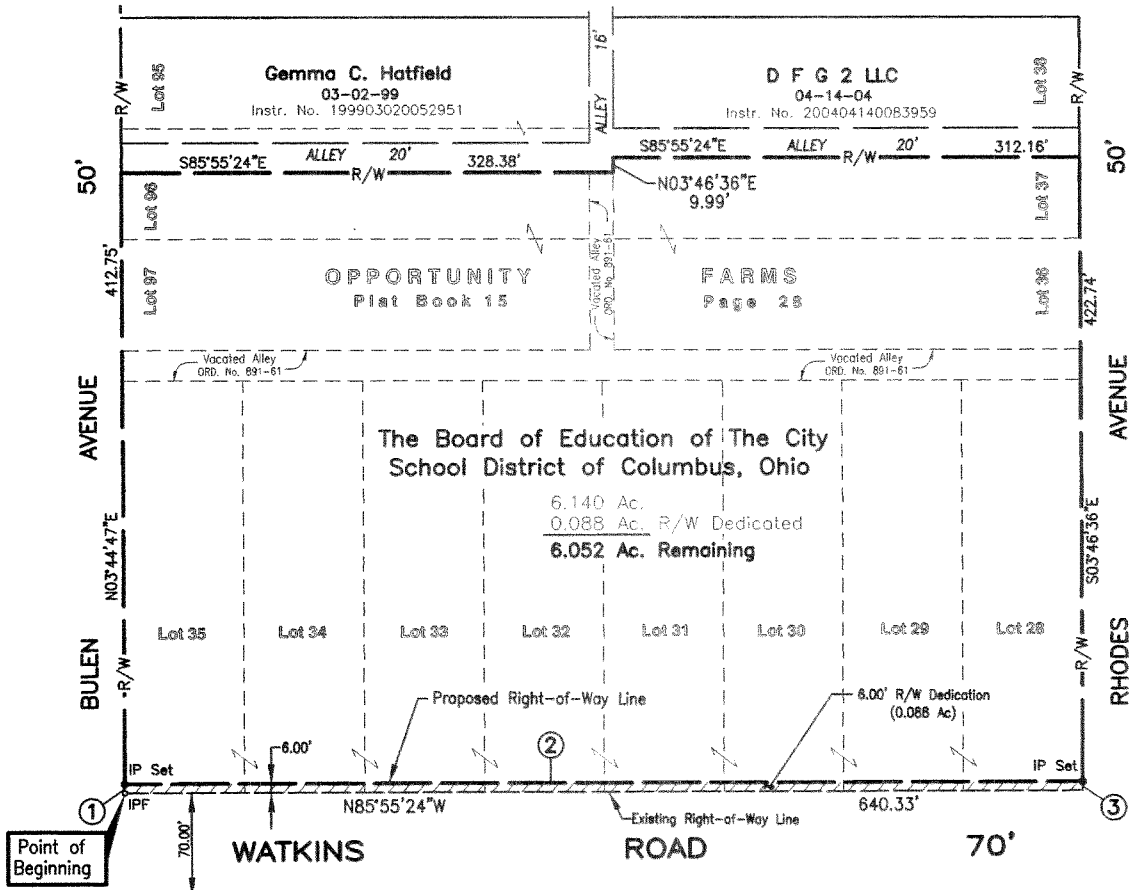 Lot 95
R/W
Gemma C. Hatfield
03-02-99
Instr. No. 199903020052951
ALLEY 16'
D F G 2 LLC
04-14-04
Instr. No. 200404140083959
Lot 38
R/W
50'
S85°55'24"E ALLEY 20' 328.38'
R/W
S85°55'24"E ALLEY 20' 312.16'
R/W
50'
N03°46'36"E
9.99'
Lot 96
Lot 37
412.75'
Lot 97
OPPORTUNITY
Plat Book 15
Vacated Alley
ORD. No. 891-61
FARMS
Page 28
Lot 36
422.74'
Vacated Alley
ORD. No. 891-61
Vacated Alley
ORD. No. 891-61
AVENUE
AVENUE
The Board of Education of The City
School District of Columbus, Ohio
6.140 Ac.
0.088 Ac. R/W Dedicated
6.052 Ac. Remaining
N03°44'47"E
S03°46'36"E
Lot 35
Lot 34
Lot 33
Lot 32
Lot 31
Lot 30
Lot 29
Lot 28
BULEN
R/W
RHODES
R/W
Proposed Right-of-Way Line
6.00' R/W Dedication
(0.088 Ac)
6.00'
2
IP Set
IP Set
1
IPF
N85°55'24"W
Existing Right-of-Way Line
640.33'
3
Point of
Beginning
70.00'
WATKINS
ROAD
70'